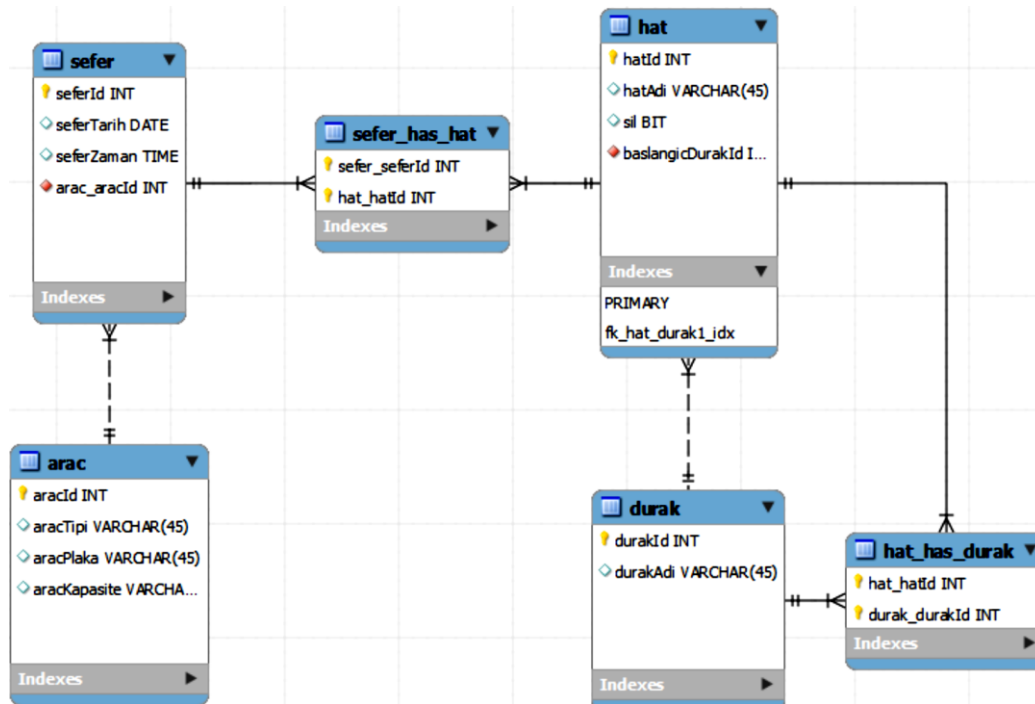 sefer
seferId INT
seferTarih DATE
seferZaman TIME
arac_aracId INT
Indexes
sefer_has_hat
sefer_seferId INT
hat_hatId INT
Indexes
hat
hatId INT
hatAdi VARCHAR(45)
sil BIT
baslangicDurakId I...
Indexes
PRIMARY
fk_hat_durak1_idx
arac
aracId INT
aracTipi VARCHAR(45)
aracPlaka VARCHAR(45)
aracKapasite VARCHA...
Indexes
durak
durakId INT
durakAdi VARCHAR(45)
Indexes
hat_has_durak
hat_hatId INT
durak_durakId INT
Indexes